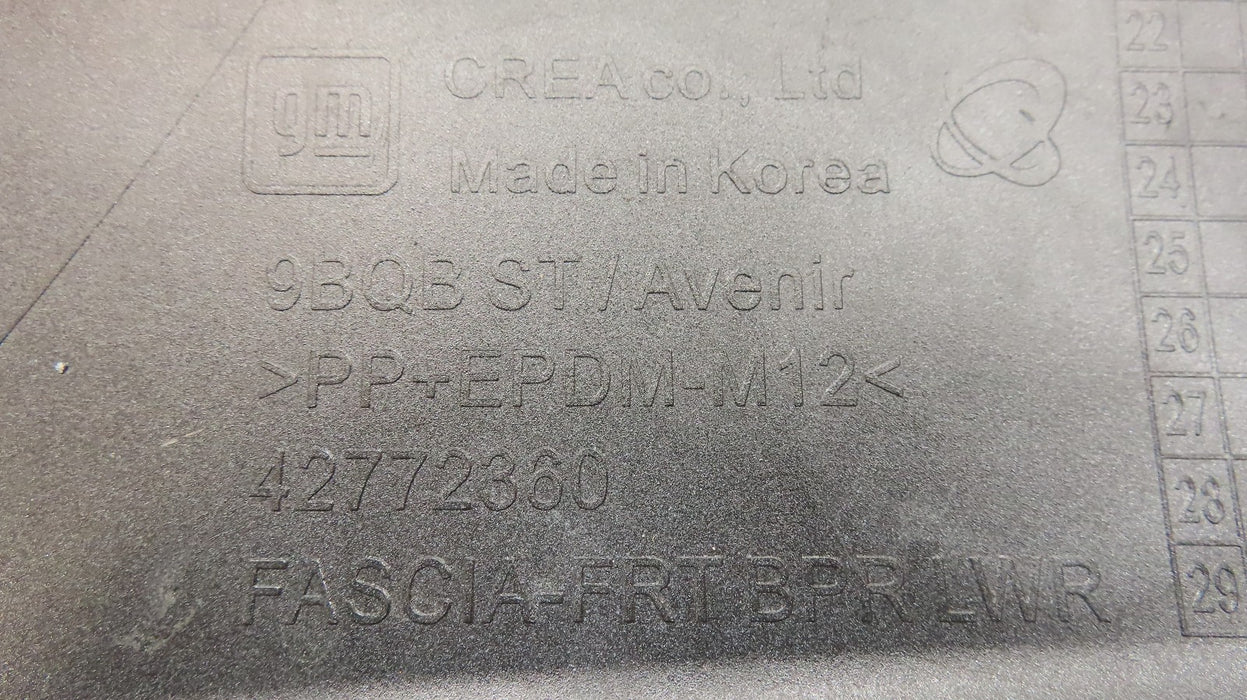 gm
CREA co., Ltd
Made in Korea
9BQB ST / Avenir
>PP+EPDM-M12<
42772360
FASCIA-FRT BPR LWR
22
23
24
25
26
27
28
29